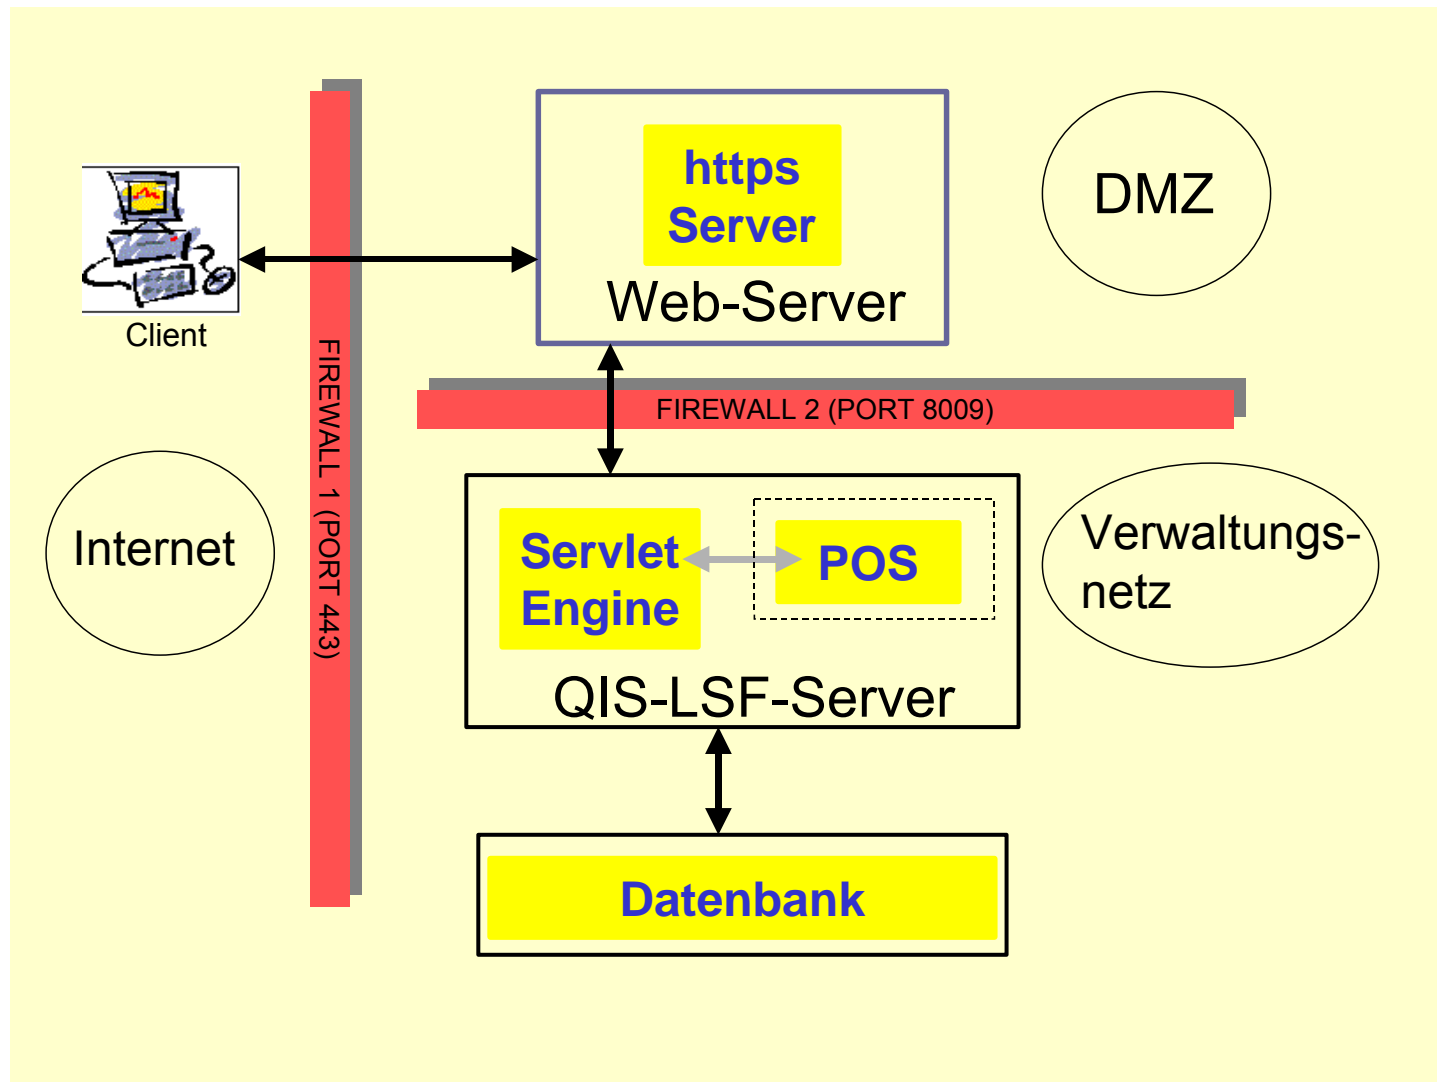 https
Server
Web-Server
DMZ
Client
FIREWALL 1 (PORT 443)
FIREWALL 2 (PORT 8009)
Internet
Servlet
Engine
POS
QIS-LSF-Server
Verwaltungs-
netz
Datenbank